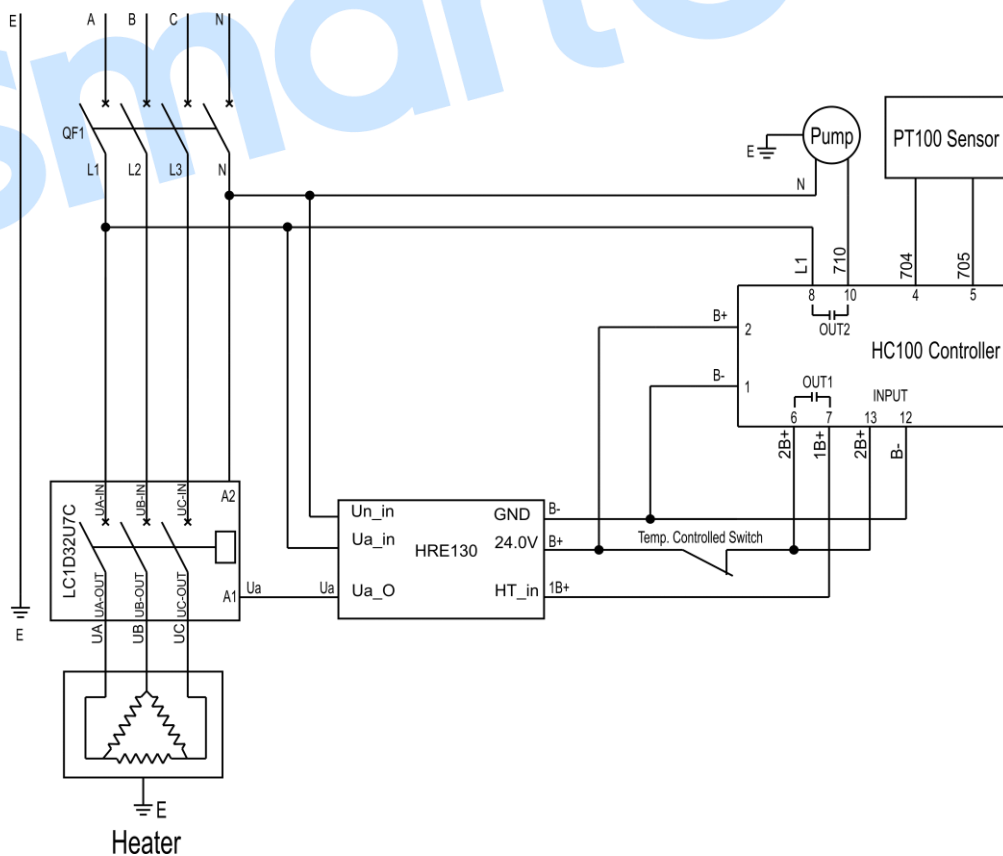 smart
E
A
B
C
N
QF1
L1
L2
L3
N
Pump
E
N
PT100 Sensor
L1
710
704
705
8
10
4
5
OUT2
HC100 Controller
B+
2
B-
1
OUT1
INPUT
6
7
13
12
2B+
1B+
2B+
B-
LC1D32U7C
UA-IN
UB-IN
UC-IN
A2
UA-OUT
UB-OUT
UC-OUT
A1
Ua
Ua
Un_in
Ua_in
Ua_O
HRE130
GND
24.0V
HT_in
B-
B+
1B+
Temp. Controlled Switch
E
UA
UB
UC
E
Heater